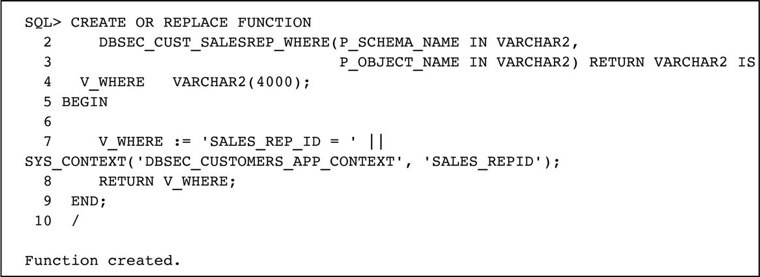 SQL> CREATE OR REPLACE FUNCTION
2 DBSEC_CUST_SALESREP_WHERE(P_SCHEMA_NAME IN VARCHAR2,
3 P_OBJECT_NAME IN VARCHAR2) RETURN VARCHAR2 IS
4 V_WHERE VARCHAR2(4000);
5 BEGIN
6
7 V_WHERE := 'SALES_REP_ID = ' ||
SYS_CONTEXT('DBSEC_CUSTOMERS_APP_CONTEXT', 'SALES_REPID');
8 RETURN V_WHERE;
9 END;
10 /
Function created.